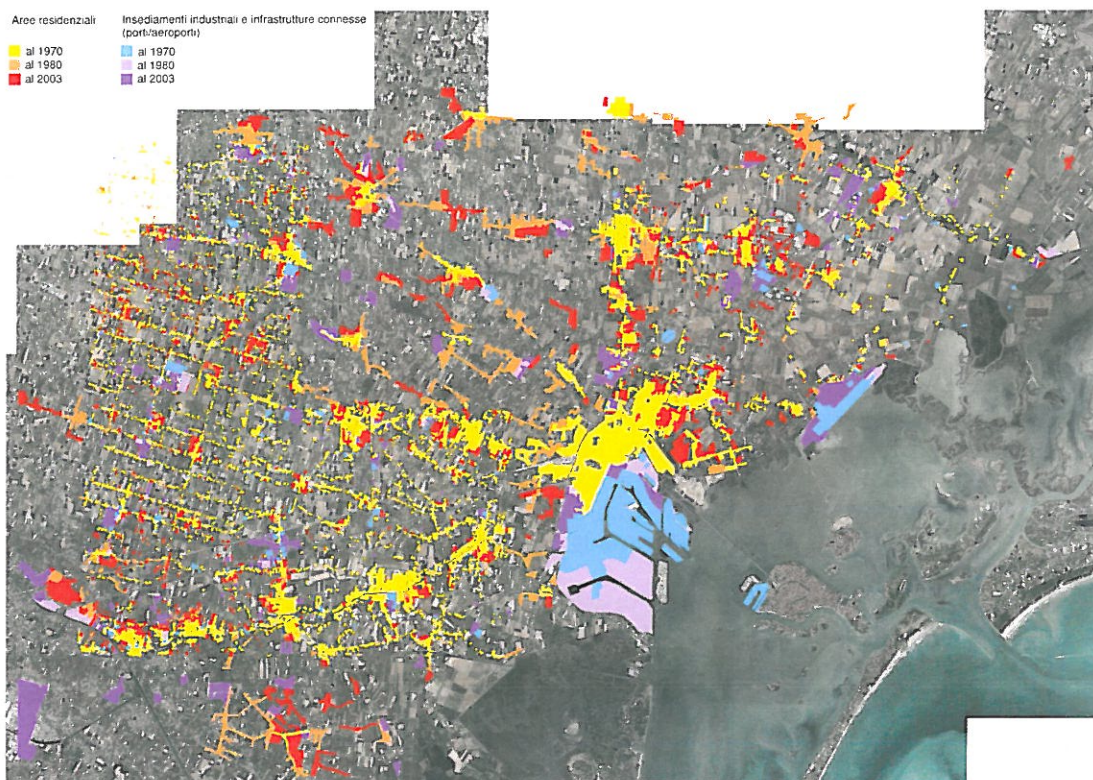 Aree residenziali
al 1970
al 1980
al 2003
Insediamenti industriali e infrastrutture connesse
(porti/aeroporti)
al 1970
al 1980
al 2003